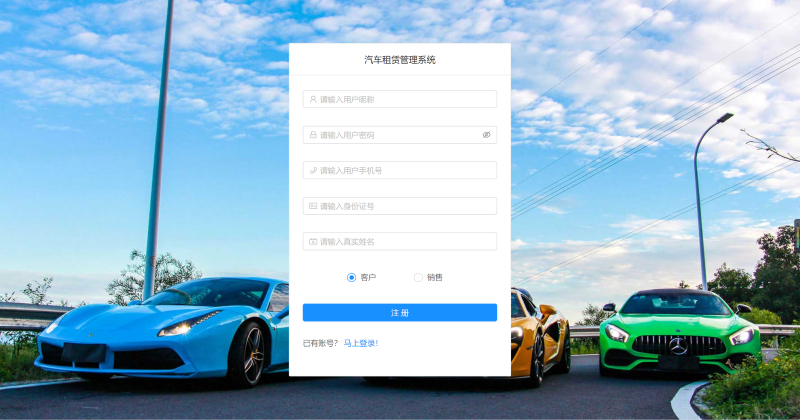 汽车租赁管理系统
请输入用户昵称
请输入用户密码
请输入用户手机号
请输入身份证号
请输入真实姓名
客户 销售
注 册
已有账号? 马上登录!